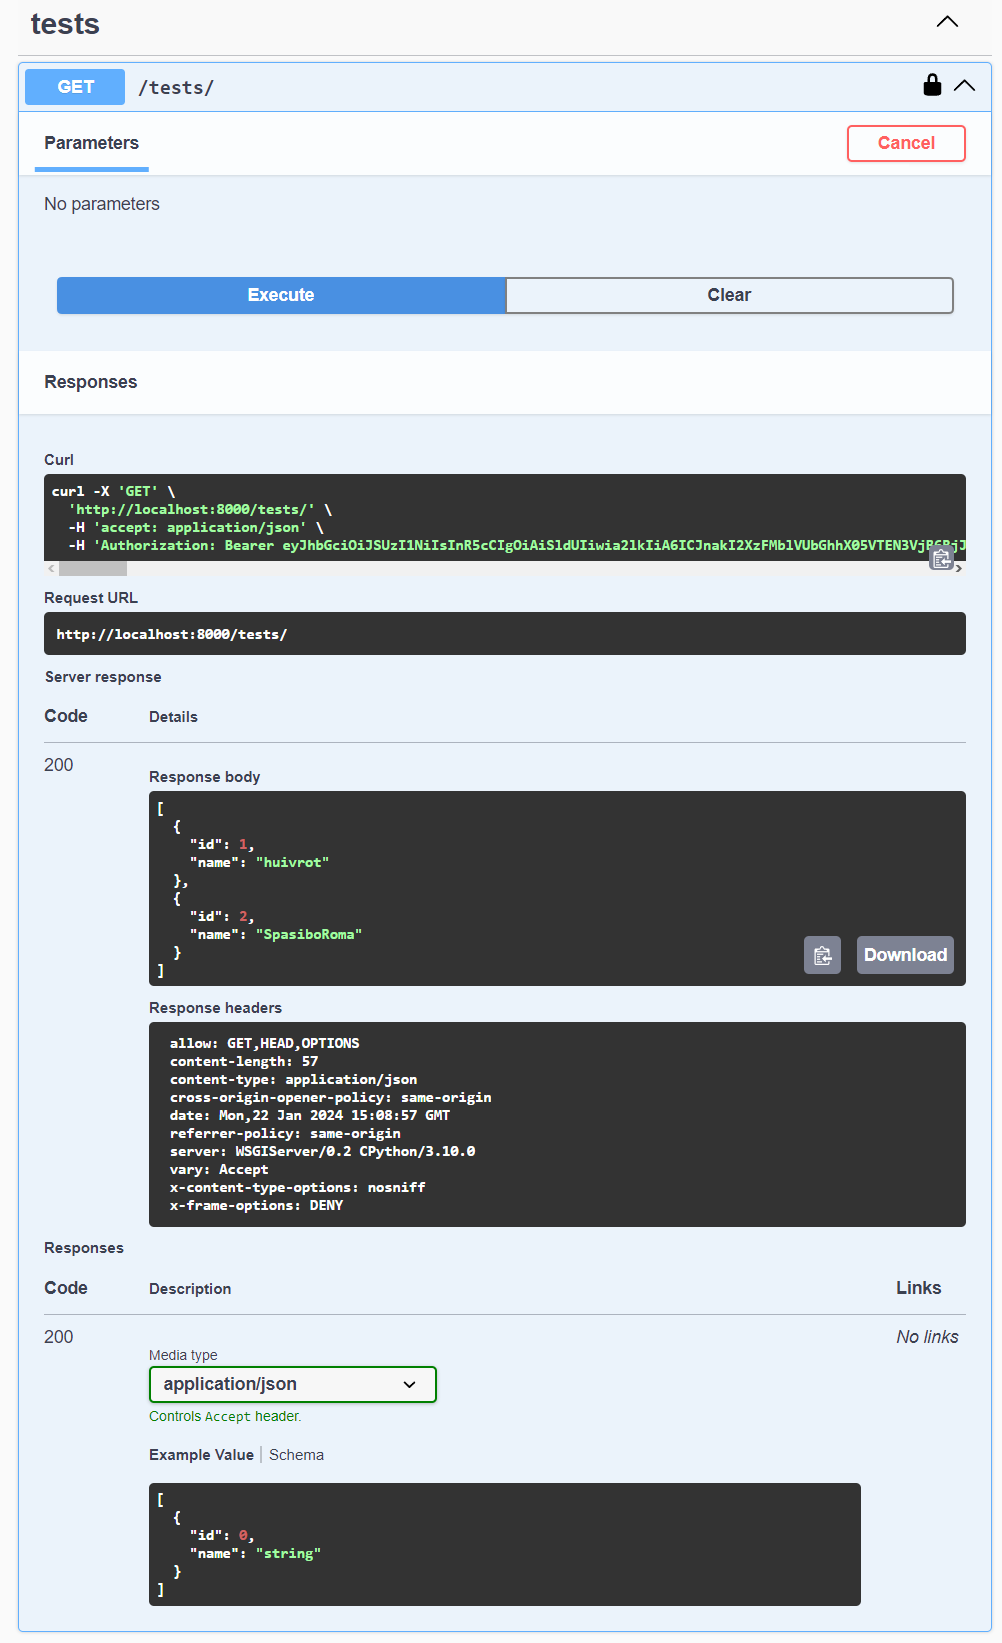 tests
GET /tests/
Parameters
Cancel
No parameters
Execute
Clear
Responses
Curl
curl -X 'GET' \
'http://localhost:8000/tests/' \
-H 'accept: application/json' \
-H 'Authorization: Bearer
Request URL
http://localhost:8000/tests/
Server response
Code Details
200
Response body
[
{
"id": 1,
"name": "huivrot"
},
{
"id": 2,
"name": "SpasiboRoma"
}
]
Download
Response headers
allow: GET,HEAD,OPTIONS
content-length: 57
content-type: application/json
cross-origin-opener-policy: same-origin
date: Mon,22 Jan 2024 15:08:57 GMT
referrer-policy: same-origin
server: WSGIServer/0.2 CPython/3.10.0
vary: Accept
x-content-type-options: nosniff
x-frame-options: DENY
Responses
Code Description Links
200 No links
Media type
application/json
Controls Accept header.
Example Value Schema
[
{
"id": 0,
"name": "string"
}
]